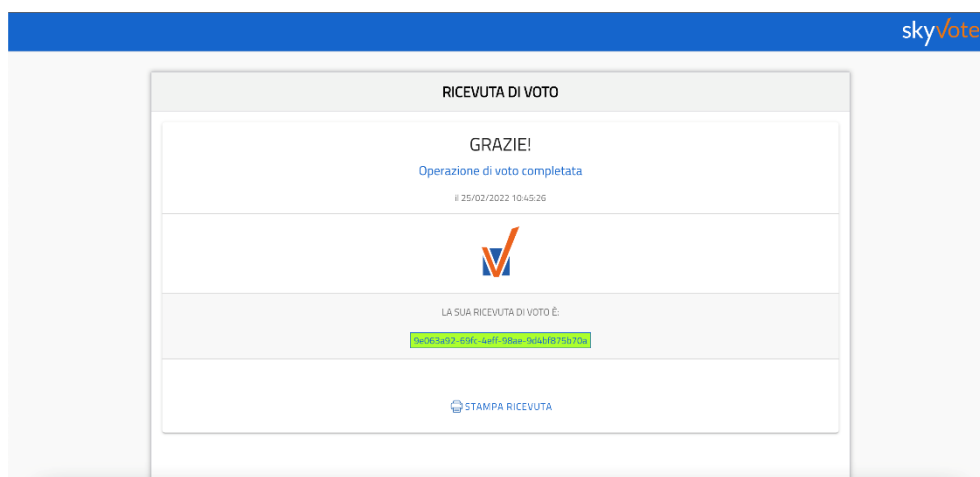 skyVote
RICEVUTA DI VOTO
GRAZIE!
Operazione di voto completata
il 25/02/2022 10:45:26
LA SUA RICEVUTA DI VOTO È:
9e063a92-69fc-4eff-98ae-9d4bf875b70a
STAMPA RICEVUTA